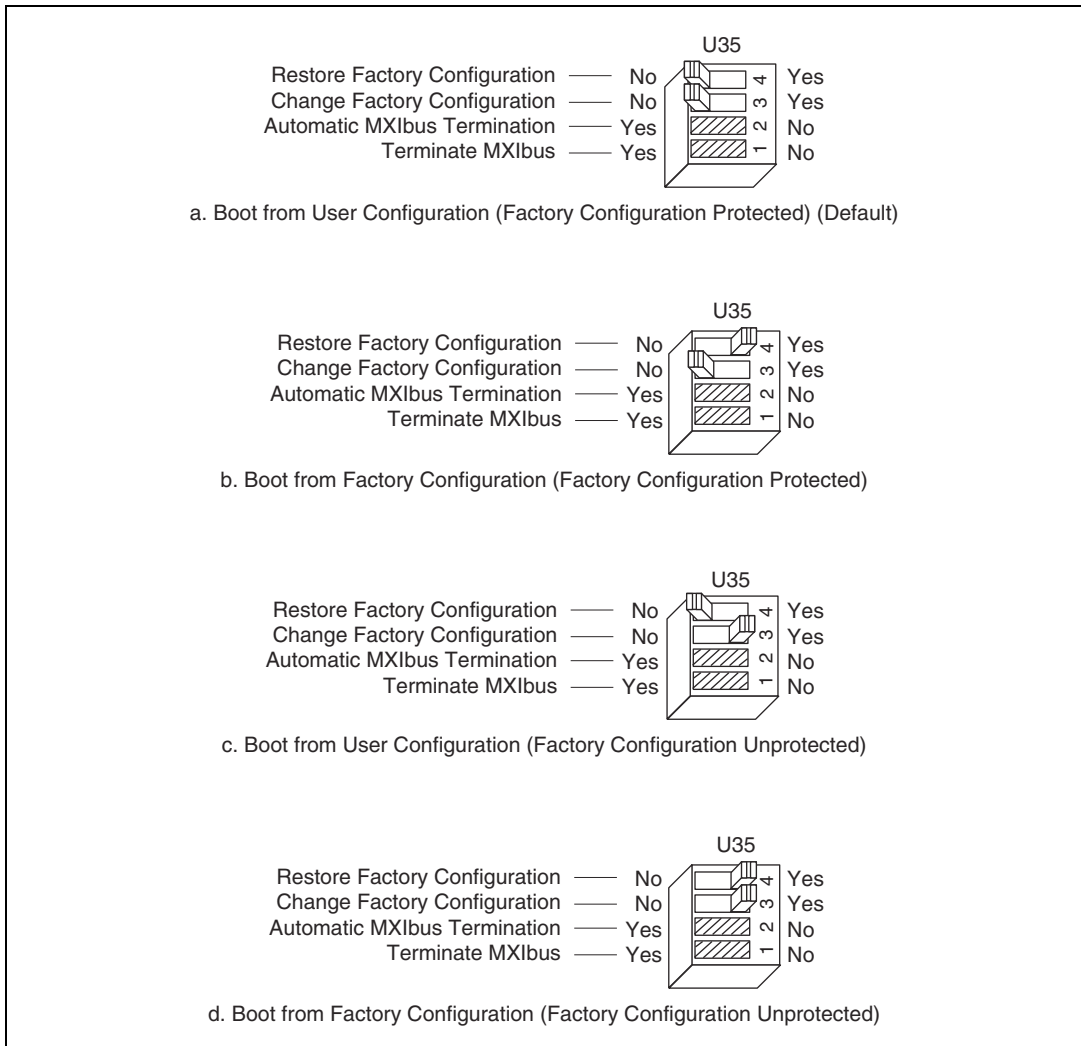 U35
Restore Factory Configuration No 4 Yes
Change Factory Configuration No 3 Yes
Automatic MXIbus Termination Yes 2 No
Terminate MXIbus Yes 1 No
a. Boot from User Configuration (Factory Configuration Protected) (Default)
U35
Restore Factory Configuration No 4 Yes
Change Factory Configuration No 3 Yes
Automatic MXIbus Termination Yes 2 No
Terminate MXIbus Yes 1 No
b. Boot from Factory Configuration (Factory Configuration Protected)
U35
Restore Factory Configuration No 4 Yes
Change Factory Configuration No 3 Yes
Automatic MXIbus Termination Yes 2 No
Terminate MXIbus Yes 1 No
c. Boot from User Configuration (Factory Configuration Unprotected)
U35
Restore Factory Configuration No 4 Yes
Change Factory Configuration No 3 Yes
Automatic MXIbus Termination Yes 2 No
Terminate MXIbus Yes 1 No
d. Boot from Factory Configuration (Factory Configuration Unprotected)